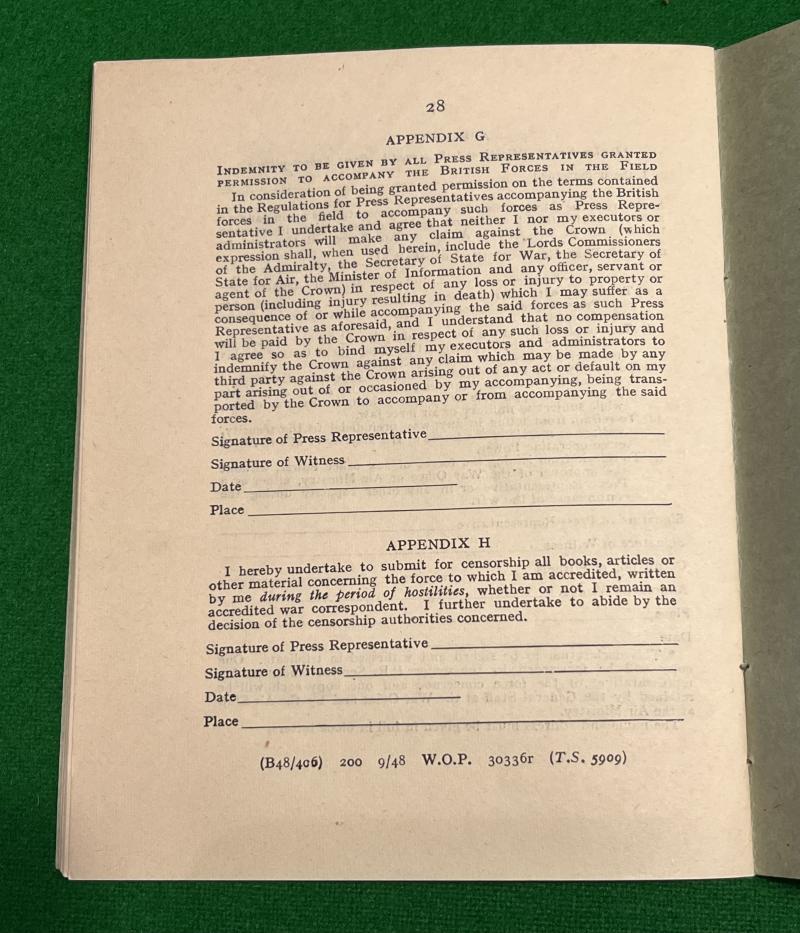 28
APPENDIX G
INDEMNITY TO BE GIVEN BY ALL PRESS REPRESENTATIVES GRANTED
PERMISSION TO ACCOMPANY THE BRITISH FORCES IN THE FIELD
In consideration of being granted permission on the terms contained
in the Regulations for Press Representatives accompanying the British
forces in the field to accompany such forces as Press Repre-
sentative I undertake and agree that neither I nor my executors or
administrators will make any claim against the Crown (which
expression shall, when used herein, include the Lords Commissioners
of the Admiralty, the Secretary of State for War, the Secretary of
State for Air, the Minister of Information and any officer, servant or
agent of the Crown) in respect of any loss or injury to property or
person (including injury resulting in death) which I may suffer as a
consequence of or while accompanying the said forces as such Press
Representative as aforesaid, and I understand that no compensation
will be paid by the Crown in respect of any such loss or injury and
I agree so as to bind myself my executors and administrators to
indemnify the Crown against any claim which may be made by any
third party against the Crown arising out of any act or default on my
part arising out of or occasioned by my accompanying, being trans-
ported by the Crown to accompany or from accompanying the said
forces.
Signature of Press Representative
Signature of Witness
Date
Place
APPENDIX H
I hereby undertake to submit for censorship all books, articles or
other material concerning the force to which I am accredited, written
by me during the period of hostilities, whether or not I remain an
accredited war correspondent. I further undertake to abide by the
decision of the censorship authorities concerned.
Signature of Press Representative
Signature of Witness
Date
Place
(B48/406) 200 9/48 W.O.P. 30336r (T.S. 5909)